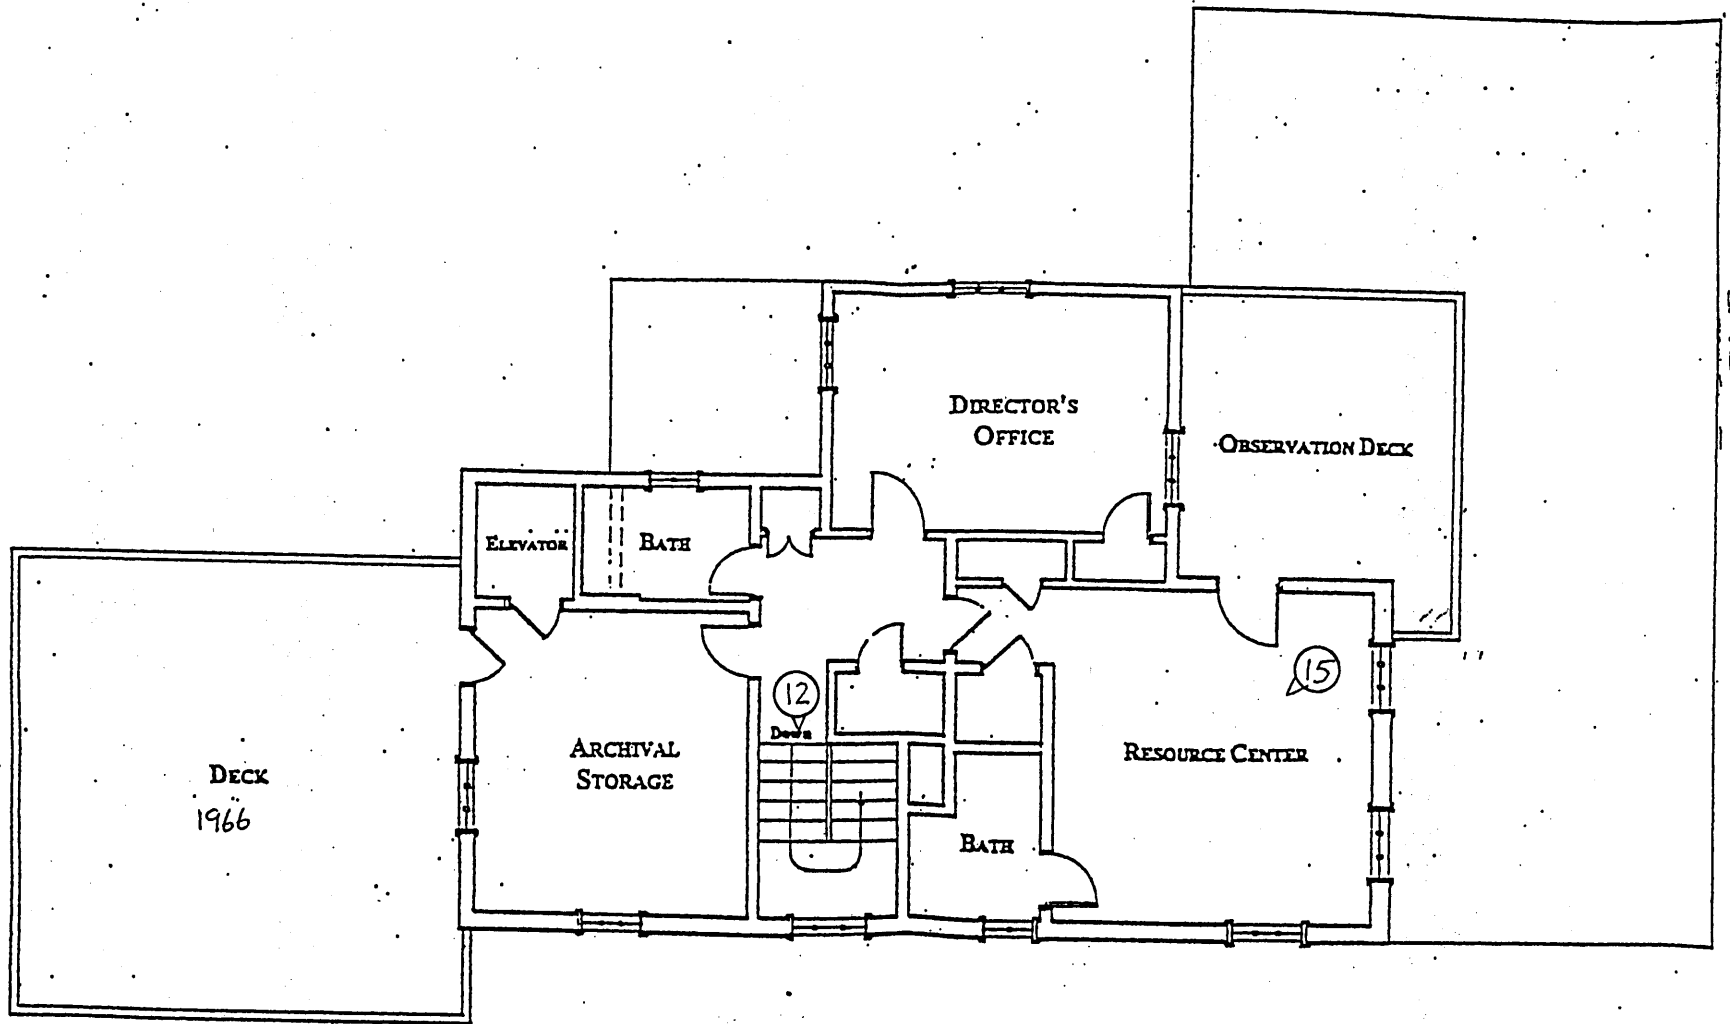 DIRECTOR'S
OFFICE
OBSERVATION DECK
ELEVATOR
BATH
15
12
Down
ARCHIVAL
STORAGE
RESOURCE CENTER
DECK
1966
BATH